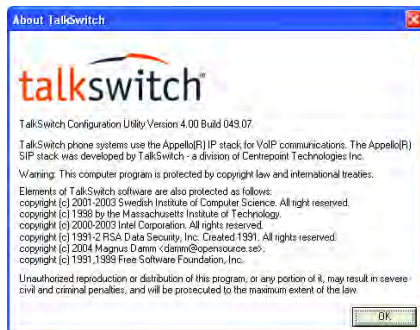 About TalkSwitch
talkswitch
TalkSwitch Configuration Utility Version 4.00 Build 049.07.
TalkSwitch phone systems use the Appello(R) IP stack for VoIP communications. The Appello(R)
SIP stack was developed by TalkSwitch - a division of Centrepoint Technologies Inc.
Warning: This computer program is protected by copyright law and international treaties.
Elements of TalkSwitch software are also protected as follows:
copyright (c) 2001-2003 Swedish Institute of Computer Science. All right reserved.
copyright (c) 1998 by the Massachusetts Institute of Technology.
copyright (c) 2000-2003 Intel Corporation. All rights reserved.
copyright (c) 1991-2 RSA Data Security, Inc. Created 1991. All rights reserved.
copyright (c) 2004 Magnus Damm <damm@opensource.se>.
copyright (c) 1991,1999 Free Software Foundation, Inc.
Unauthorized reproduction or distribution of this program, or any portion of it, may result in severe
civil and criminal penalties, and will be prosecuted to the maximum extent of the law.
OK